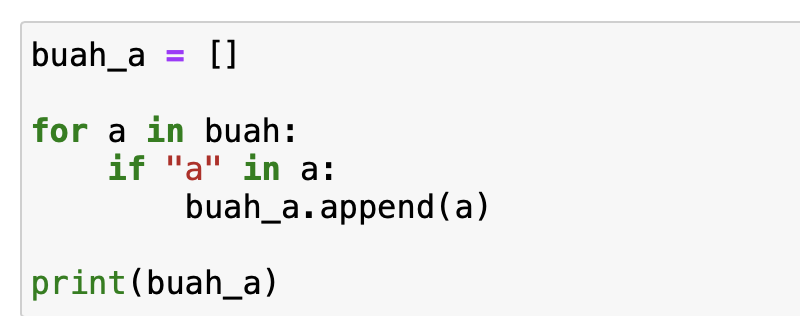 buah_a = []
for a in buah:
    if "a" in a:
        buah_a.append(a)
print(buah_a)